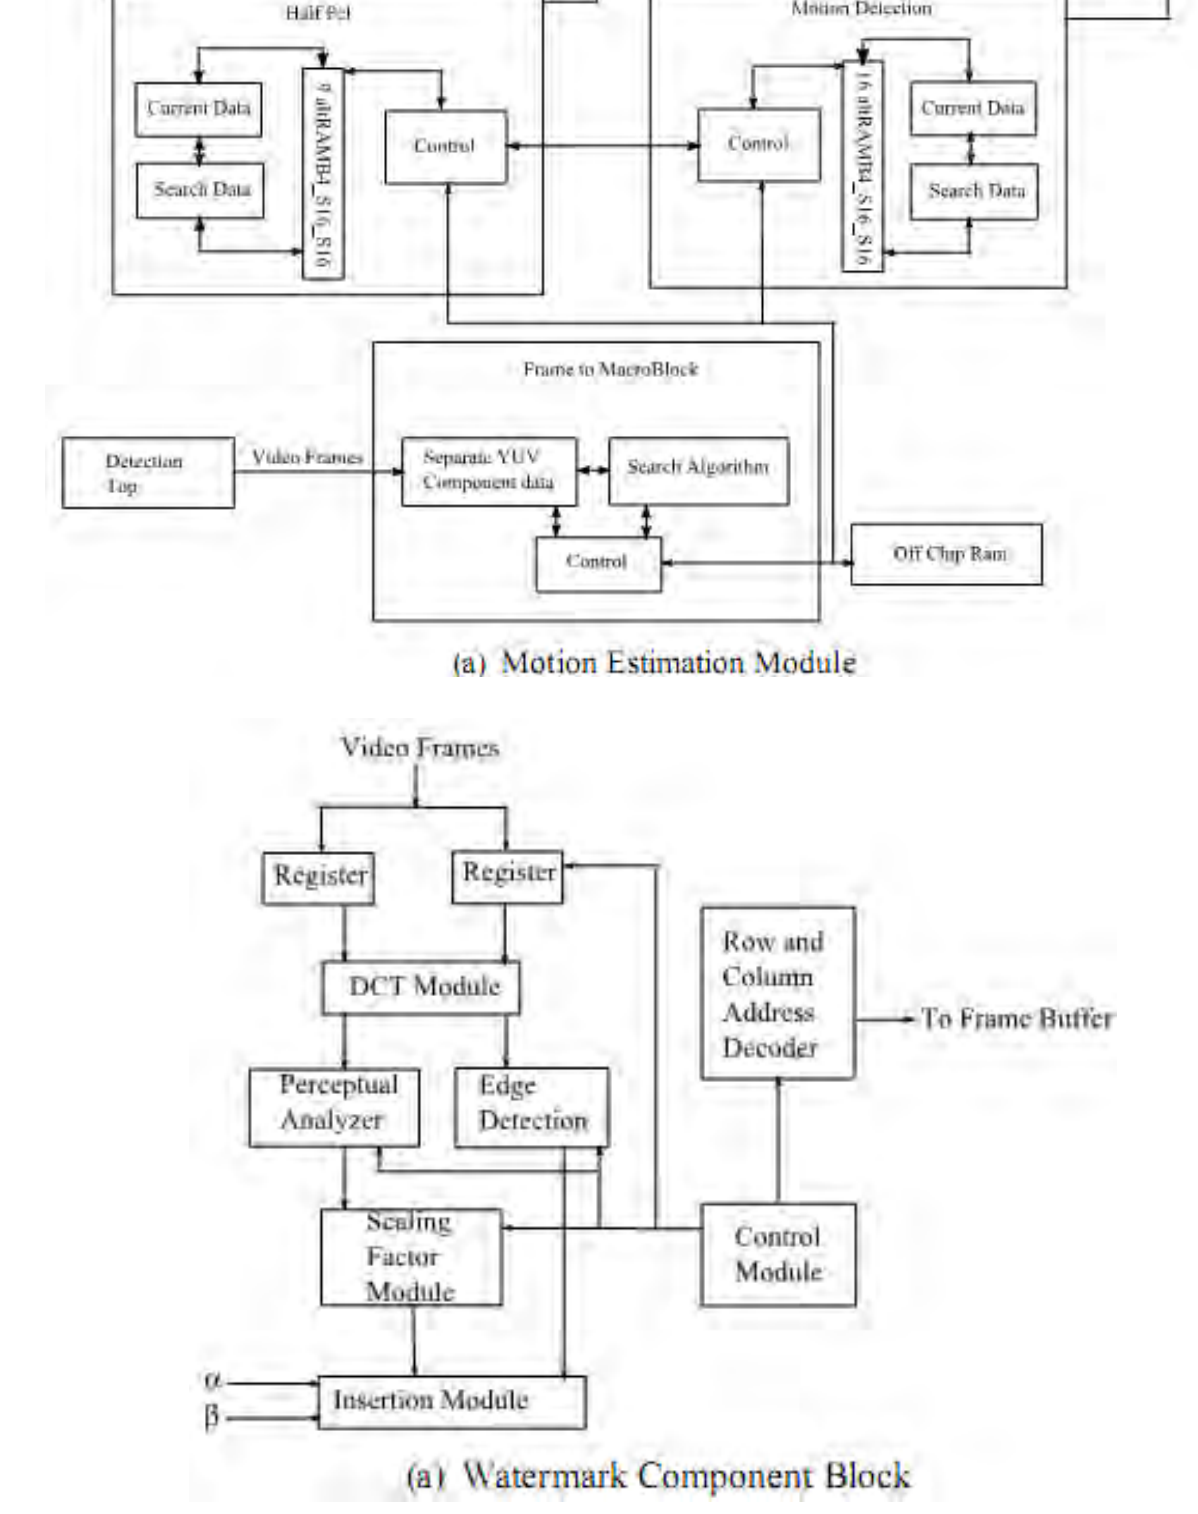 Half Pel
Motion Detection
Current Data
Search Data
Control
Control
Current Data
Search Data
Frame to MacroBlock
Detection
Top
Video Frames
Separate YUV
Component data
Search Algorithm
Control
Off Chip Ram
(a) Motion Estimation Module
Video Frames
Register
Register
DCT Module
Perceptual
Analyzer
Edge
Detection
Row and
Column
Address
Decoder
To Frame Buffer
Scaling
Factor
Module
Control
Module
α
β
Insertion Module
(a) Watermark Component Block